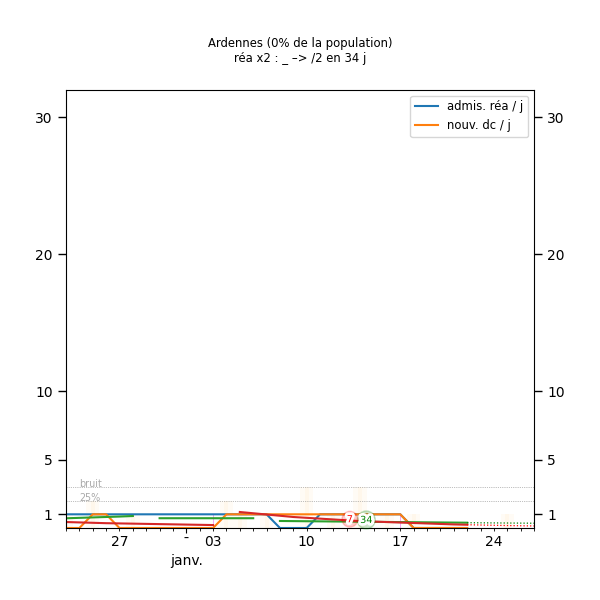 Ardennes (0% de la population)
réa x2 : _ –> /2 en 34 j
admis. réa / j
nouv. dc / j
30 30
20 20
10 10
5 5
bruit
25%
1 7 34 1
27 - 03 10 17 24
janv.